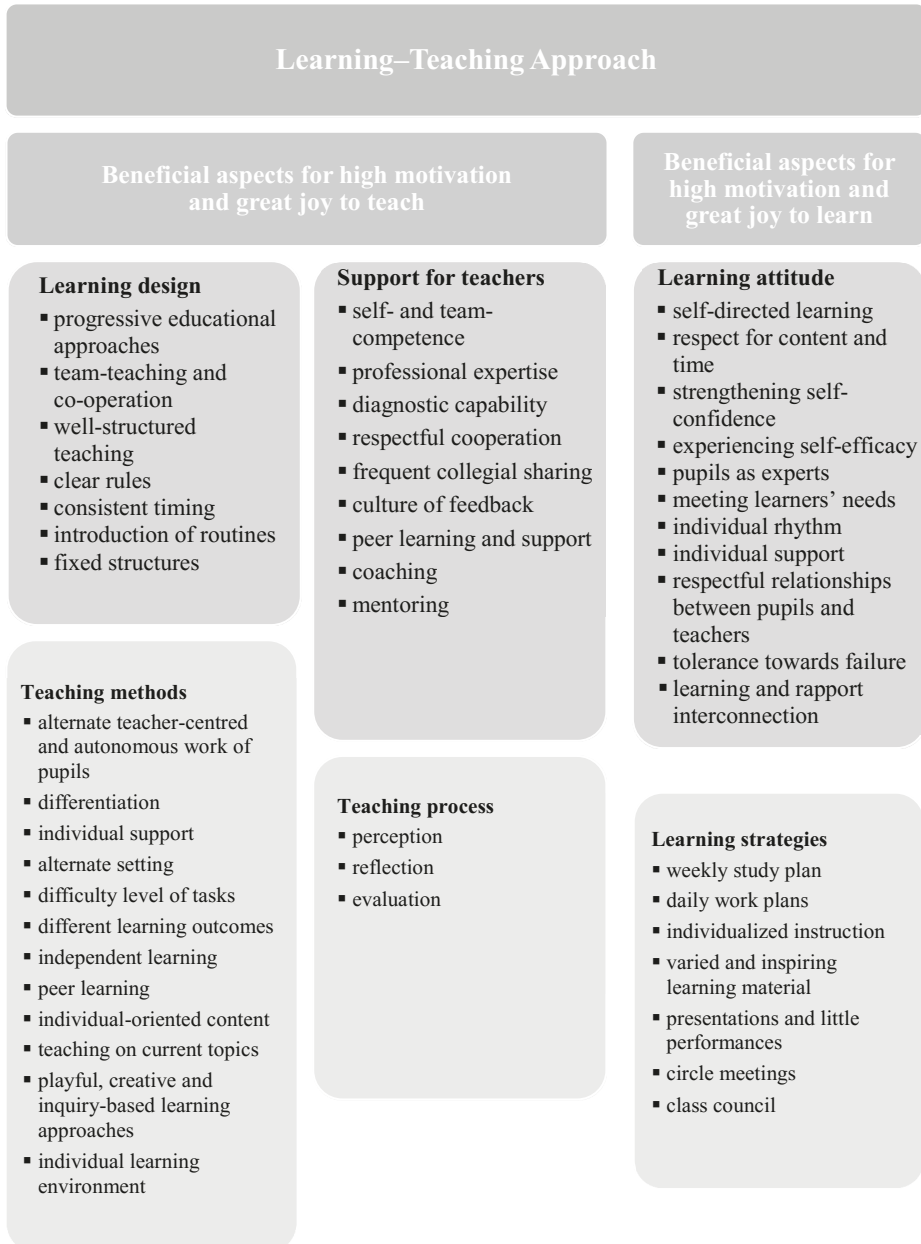 Learning–Teaching Approach
Beneficial aspects for high motivation
and great joy to teach
Beneficial aspects for
high motivation and
great joy to learn
Learning design
▪ progressive educational
approaches
▪ team-teaching and
co-operation
▪ well-structured
teaching
▪ clear rules
▪ consistent timing
▪ introduction of routines
▪ fixed structures
Support for teachers
▪ self- and team-
competence
▪ professional expertise
▪ diagnostic capability
▪ respectful cooperation
▪ frequent collegial sharing
▪ culture of feedback
▪ peer learning and support
▪ coaching
▪ mentoring
Learning attitude
▪ self-directed learning
▪ respect for content and
time
▪ strengthening self-
confidence
▪ experiencing self-efficacy
▪ pupils as experts
▪ meeting learners’ needs
▪ individual rhythm
▪ individual support
▪ respectful relationships
between pupils and
teachers
▪ tolerance towards failure
▪ learning and rapport
interconnection
Teaching methods
▪ alternate teacher-centred
and autonomous work of
pupils
▪ differentiation
▪ individual support
▪ alternate setting
▪ difficulty level of tasks
▪ different learning outcomes
▪ independent learning
▪ peer learning
▪ individual-oriented content
▪ teaching on current topics
▪ playful, creative and
inquiry-based learning
approaches
▪ individual learning
environment
Teaching process
▪ perception
▪ reflection
▪ evaluation
Learning strategies
▪ weekly study plan
▪ daily work plans
▪ individualized instruction
▪ varied and inspiring
learning material
▪ presentations and little
performances
▪ circle meetings
▪ class council